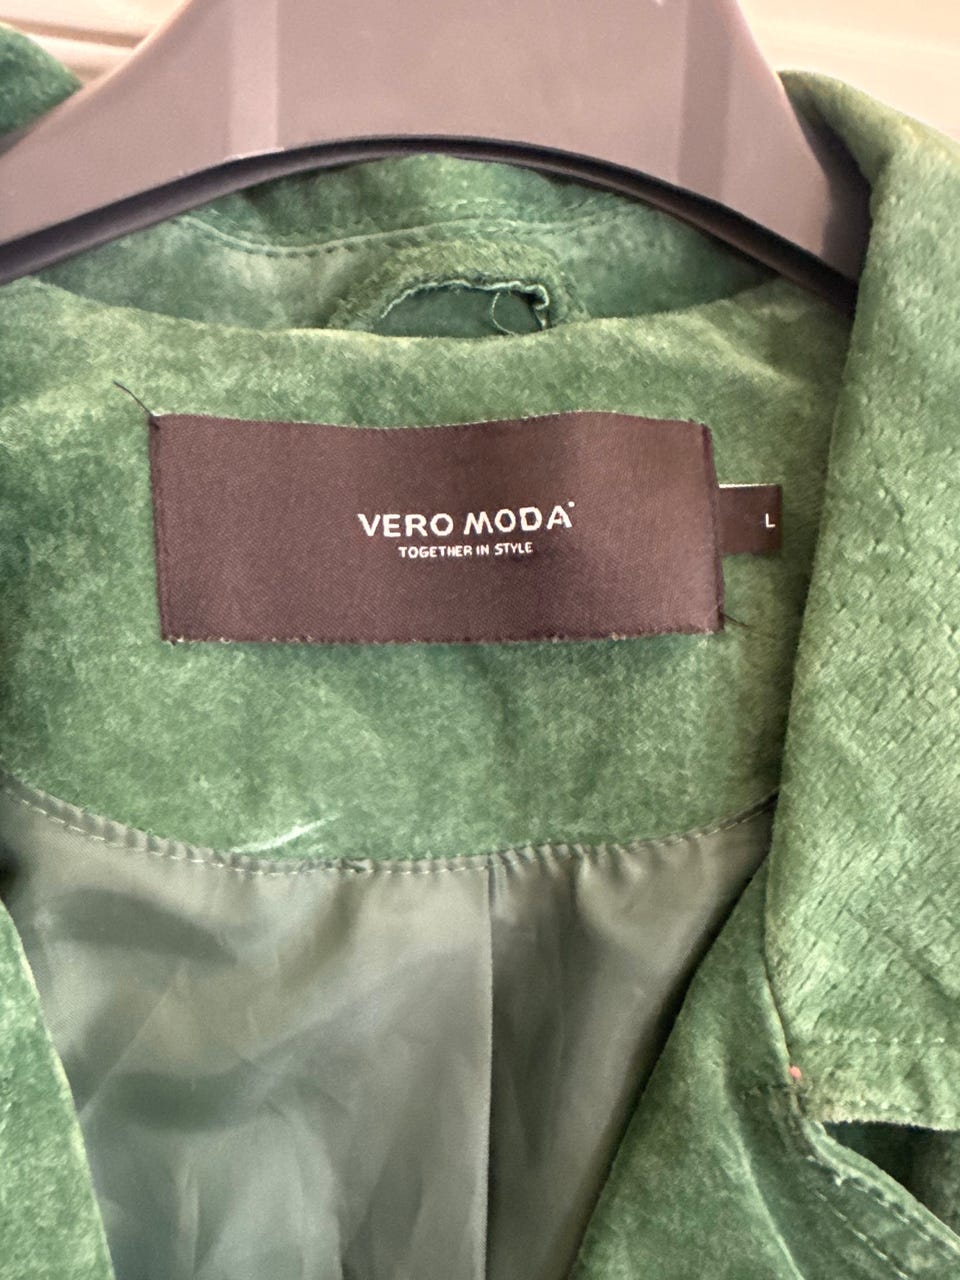 VERO MODA
TOGETHER IN STYLE
L